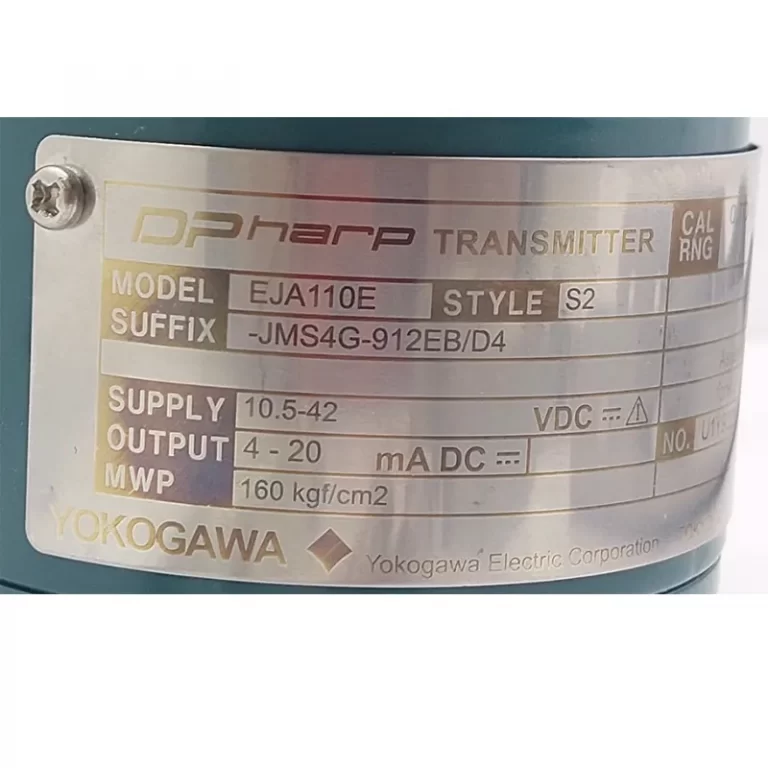 DPharp TRANSMITTER CAL RNG
MODEL EJA110E STYLE S2
SUFFIX -JMS4G-912EB/D4
SUPPLY 10.5-42 VDC
OUTPUT 4 - 20 mA DC NO.
MWP 160 kgf/cm2
YOKOGAWA Yokogawa Electric Corporation